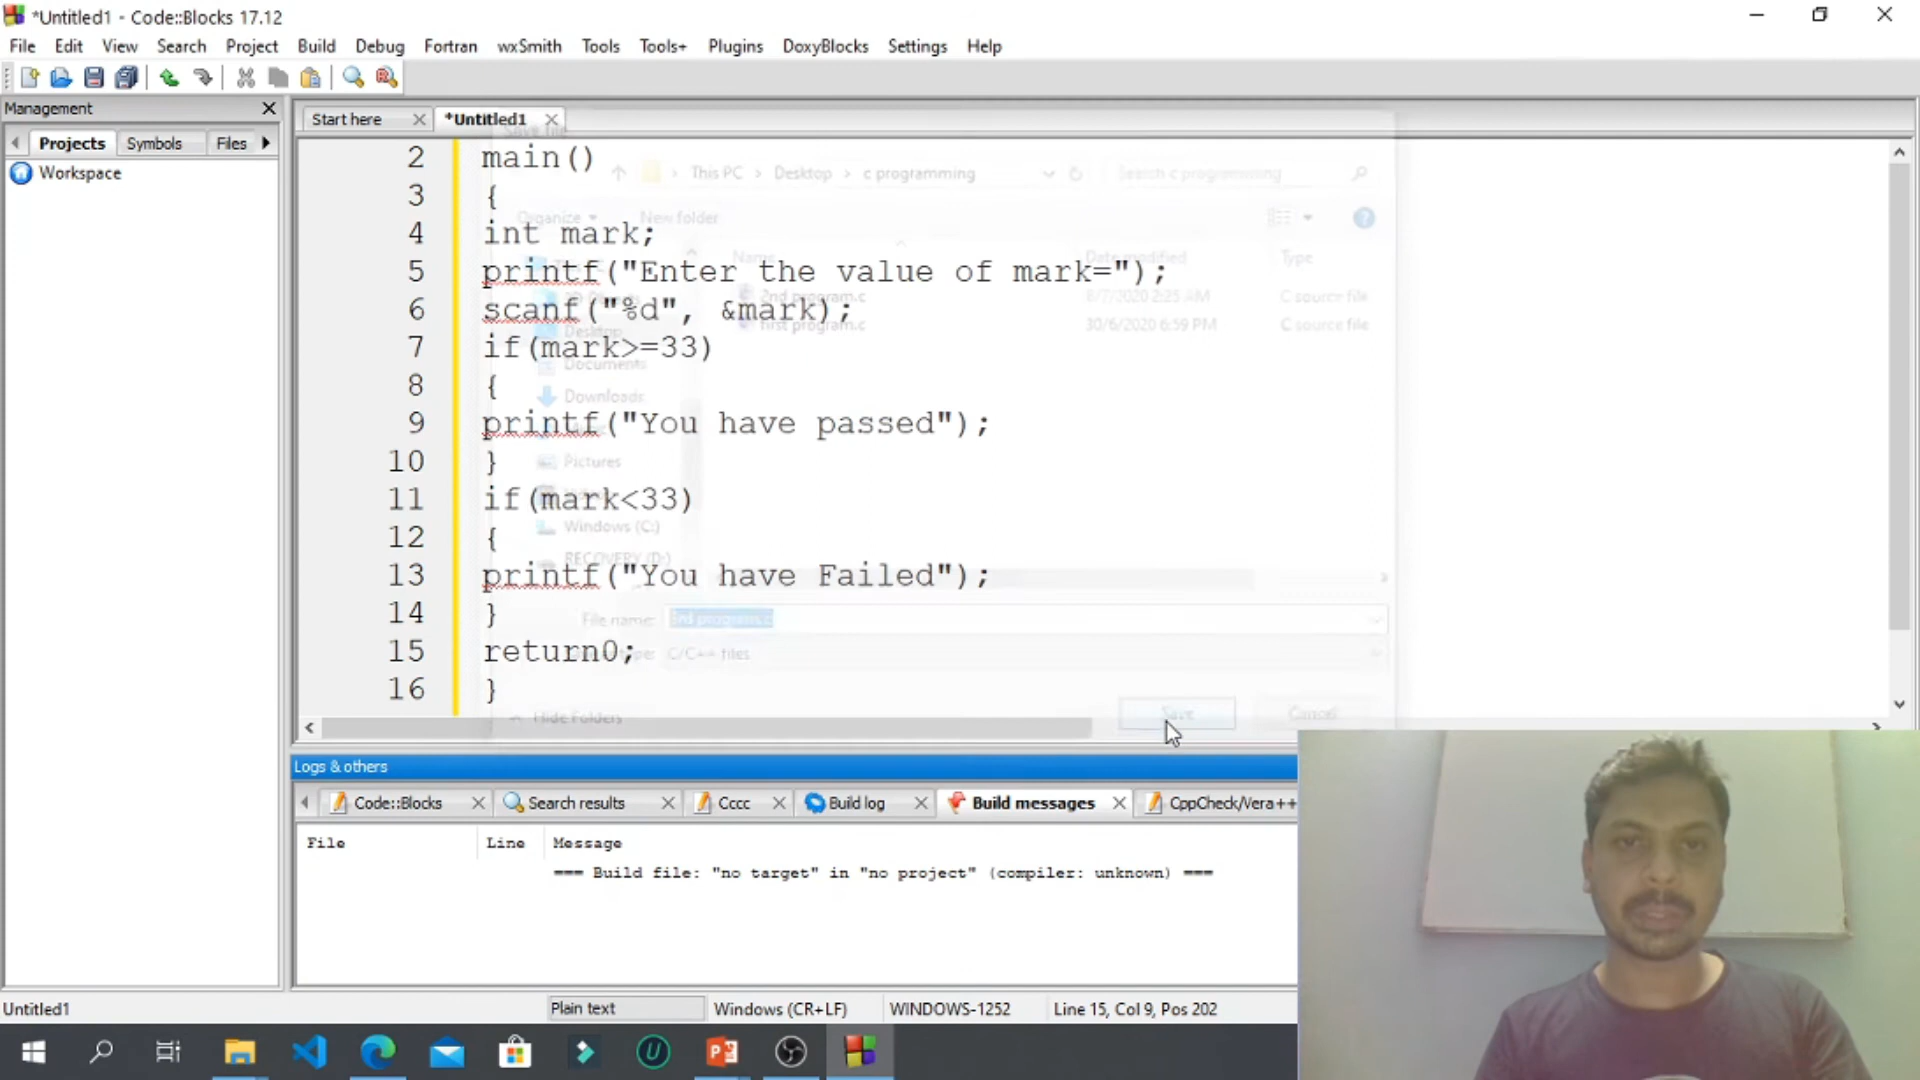 *Untitled1 - Code::Blocks 17.12
File Edit View Search Project Build Debug Fortran wxSmith Tools Tools+ Plugins DoxyBlocks Settings Help
Management
Start here *Untitled1
Projects Symbols Files
Workspace
Save file
This PC > Desktop > c programming
Search c programming
Organize New folder
Name Date modified Type
2nd program.c 6/7/2020 2:25 AM C source file
first program.c 30/6/2020 6:59 PM C source file
Desktop
Documents
Downloads
Pictures
Windows (C:)
RECOVERY (D:)
File name: 2nd program.c
C/C++ files
Hide Folders
Save Cancel
2 main()
3 {
4 int mark;
5 printf("Enter the value of mark=");
6 scanf("%d", &mark);
7 if(mark>=33)
8 {
9 printf("You have passed");
10 }
11 if(mark<33)
12 {
13 printf("You have Failed");
14 }
15 return0;
16 }
Logs & others
Code::Blocks Search results Cccc Build log Build messages CppCheck/Vera++
File Line Message
=== Build file: "no target" in "no project" (compiler: unknown) ===
Untitled1 Plain text Windows (CR+LF) WINDOWS-1252 Line 15, Col 9, Pos 202